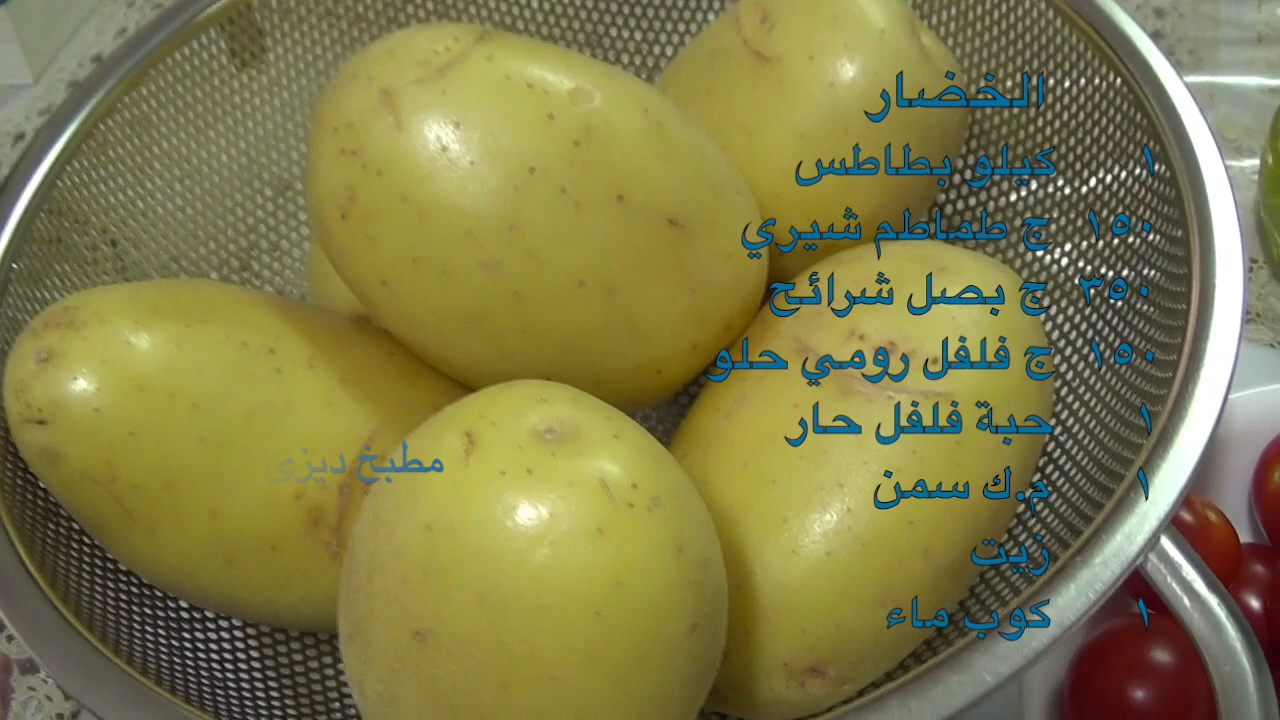 الخضار
١ كيلو بطاطس
١٥٠ ج طماطم شيري
٣٥٠ ج بصل شرائح
١٥٠ ج فلفل رومي حلو
١ حبة فلفل حار
١ م.ك سمن
زيت
١ كوب ماء
مطبخ ديزى